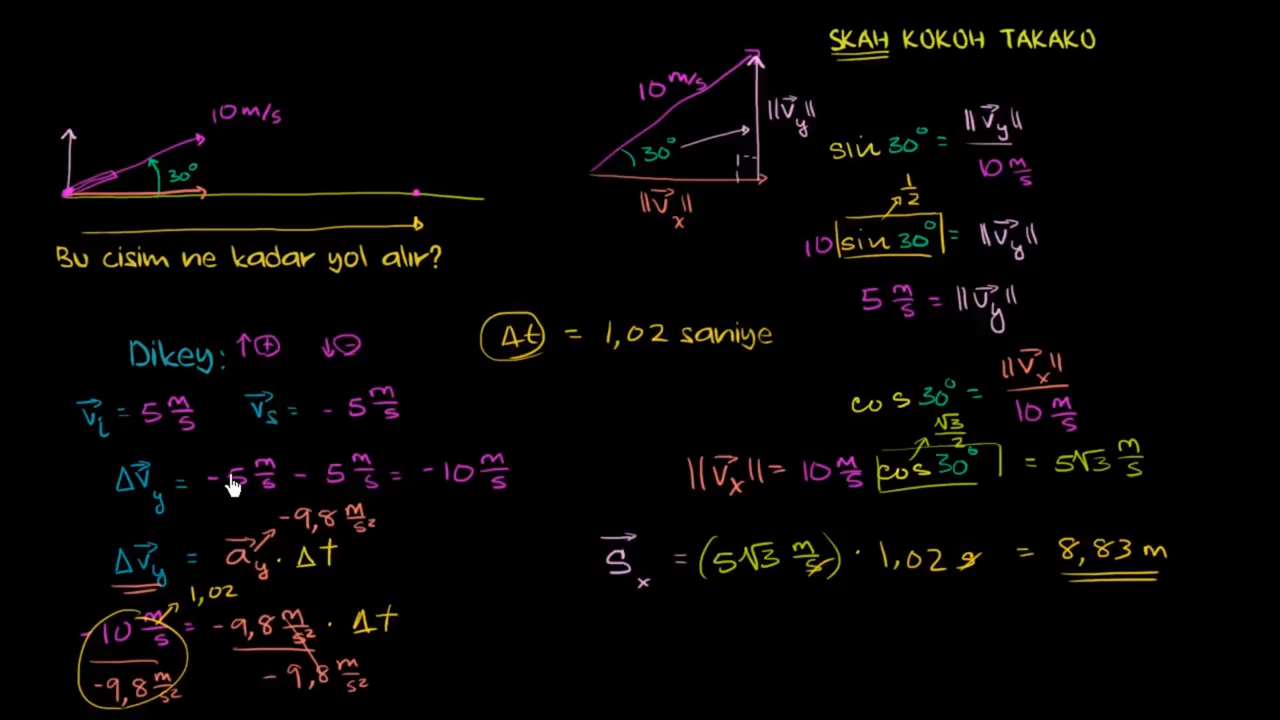 SKAH KOKOH TAKAKO
10 m/s
30°
Bu cisim ne kadar yol alır?
10 m/s
30°
||v⃗y||
||v⃗x||
sin 30° = ||v⃗y|| / 10 m/s
1/2
10 sin 30° = ||v⃗y||
5 m/s = ||v⃗y||
Δt = 1,02 saniye
Dikey: ↑⊕ ↓⊖
v⃗i = 5 m/s v⃗s = - 5 m/s
Δv⃗y = -5 m/s - 5 m/s = -10 m/s
-9,8 m/s²
Δv⃗y = a⃗y · Δt
1,02
-10 m/s / -9,8 m/s² = -9,8 m/s² / -9,8 m/s² · Δt
cos 30° = ||v⃗x|| / 10 m/s
√3/2
||v⃗x|| = 10 m/s cos 30° = 5√3 m/s
S⃗x = (5√3 m/s) · 1,02 s = 8,83 m